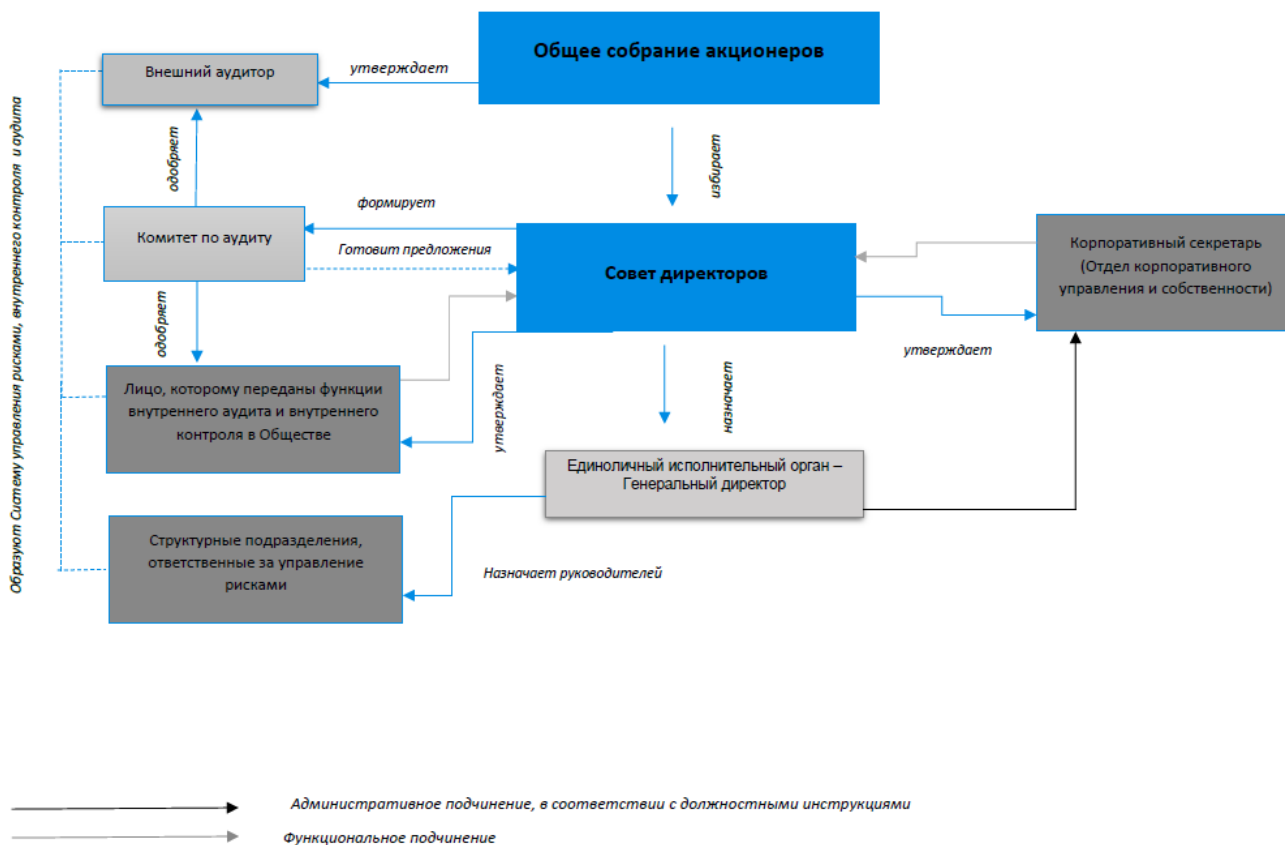 Общее собрание акционеров
Внешний аудитор
утверждает
одобряет
избирает
Образуют Систему управления рисками, внутреннего контроля и аудита
Комитет по аудиту
формирует
Готовит предложения
Совет директоров
Корпоративный секретарь
(Отдел корпоративного
управления и собственности)
одобряет
утверждает
Лицо, которому переданы функции
внутреннего аудита и внутреннего
контроля в Обществе
утверждает
назначает
Единоличный исполнительный орган –
Генеральный директор
Структурные подразделения,
ответственные за управление
рисками
Назначает руководителей
Административное подчинение, в соответствии с должностными инструкциями
Функциональное подчинение